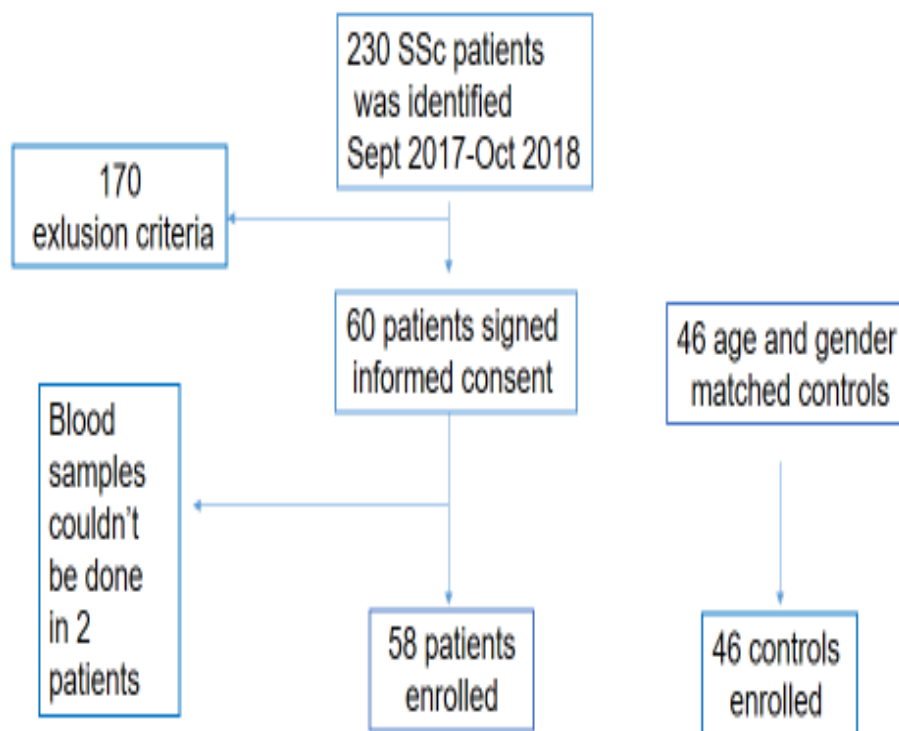 230 SSc patients
was identified
Sept 2017-Oct 2018
170
exlusion criteria
60 patients signed
informed consent
46 age and gender
matched controls
Blood
samples
couldn't
be done
in 2
patients
58 patients
enrolled
46 controls
enrolled